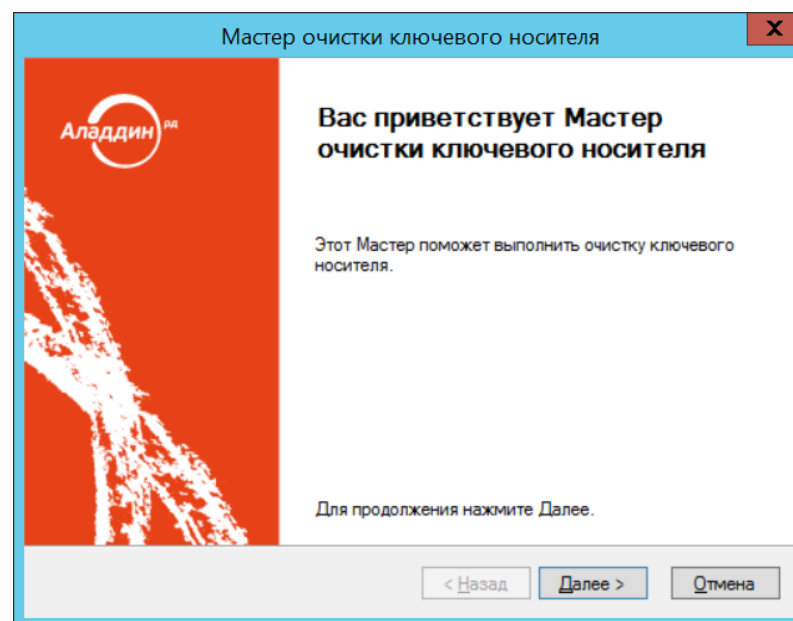 Мастер очистки ключевого носителя
X
Аладдин РД
Вас приветствует Мастер
очистки ключевого носителя
Этот Мастер поможет выполнить очистку ключевого
носителя.
Для продолжения нажмите Далее.
< Назад Далее > Отмена